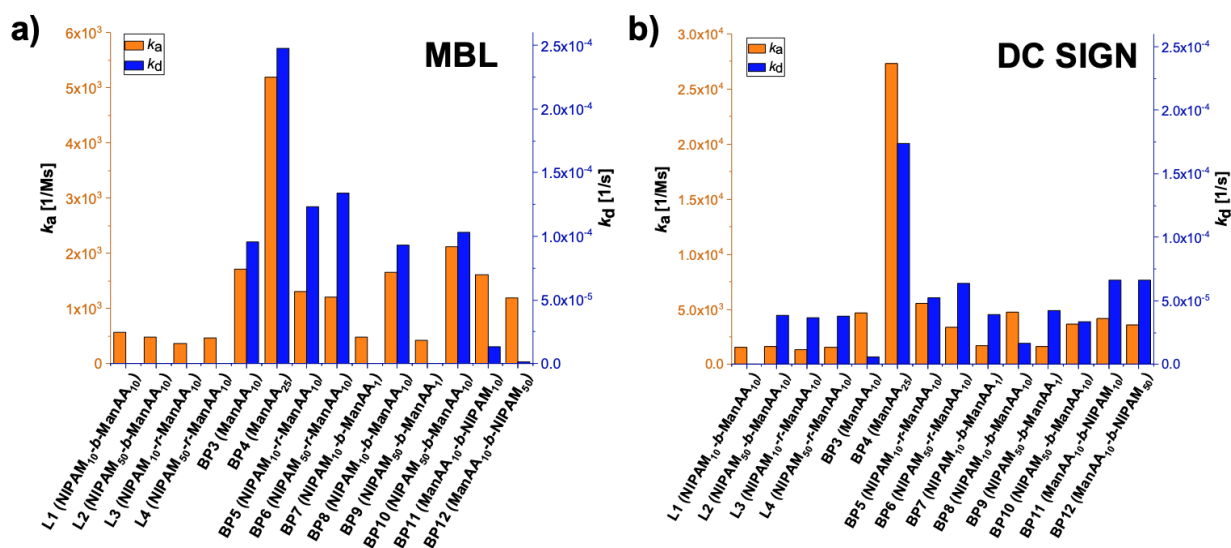 a)
MBL
kₐ
k_d
6x10³
5x10³
4x10³
3x10³
2x10³
1x10³
0
kₐ [1/Ms]
2.5x10⁻⁴
2.0x10⁻⁴
1.5x10⁻⁴
1.0x10⁻⁴
5.0x10⁻⁵
0.0
k_d [1/s]
L1 (NIPAM₁₀-b-ManAA₁₀)
L2 (NIPAM₅₀-b-ManAA₁₀)
L3 (NIPAM₁₀-r-ManAA₁₀)
L4 (NIPAM₅₀-r-ManAA₁₀)
BP3 (ManAA₁₀)
BP4 (ManAA₂₅)
BP5 (NIPAM₁₀-r-ManAA₁₀)
BP6 (NIPAM₅₀-r-ManAA₁₀)
BP7 (NIPAM₁₀-b-ManAA₁)
BP8 (NIPAM₁₀-b-ManAA₁₀)
BP9 (NIPAM₅₀-b-ManAA₁)
BP10 (NIPAM₅₀-b-ManAA₁₀)
BP11 (ManAA₁₀-b-NIPAM₁₀)
BP12 (ManAA₁₀-b-NIPAM₅₀)
b)
DC SIGN
kₐ
k_d
3.0x10⁴
2.5x10⁴
2.0x10⁴
1.5x10⁴
1.0x10⁴
5.0x10³
0.0
kₐ [1/Ms]
2.5x10⁻⁴
2.0x10⁻⁴
1.5x10⁻⁴
1.0x10⁻⁴
5.0x10⁻⁵
0.0
k_d [1/s]
L1 (NIPAM₁₀-b-ManAA₁₀)
L2 (NIPAM₅₀-b-ManAA₁₀)
L3 (NIPAM₁₀-r-ManAA₁₀)
L4 (NIPAM₅₀-r-ManAA₁₀)
BP3 (ManAA₁₀)
BP4 (ManAA₂₅)
BP5 (NIPAM₁₀-r-ManAA₁₀)
BP6 (NIPAM₅₀-r-ManAA₁₀)
BP7 (NIPAM₁₀-b-ManAA₁)
BP8 (NIPAM₁₀-b-ManAA₁₀)
BP9 (NIPAM₅₀-b-ManAA₁)
BP10 (NIPAM₅₀-b-ManAA₁₀)
BP11 (ManAA₁₀-b-NIPAM₁₀)
BP12 (ManAA₁₀-b-NIPAM₅₀)